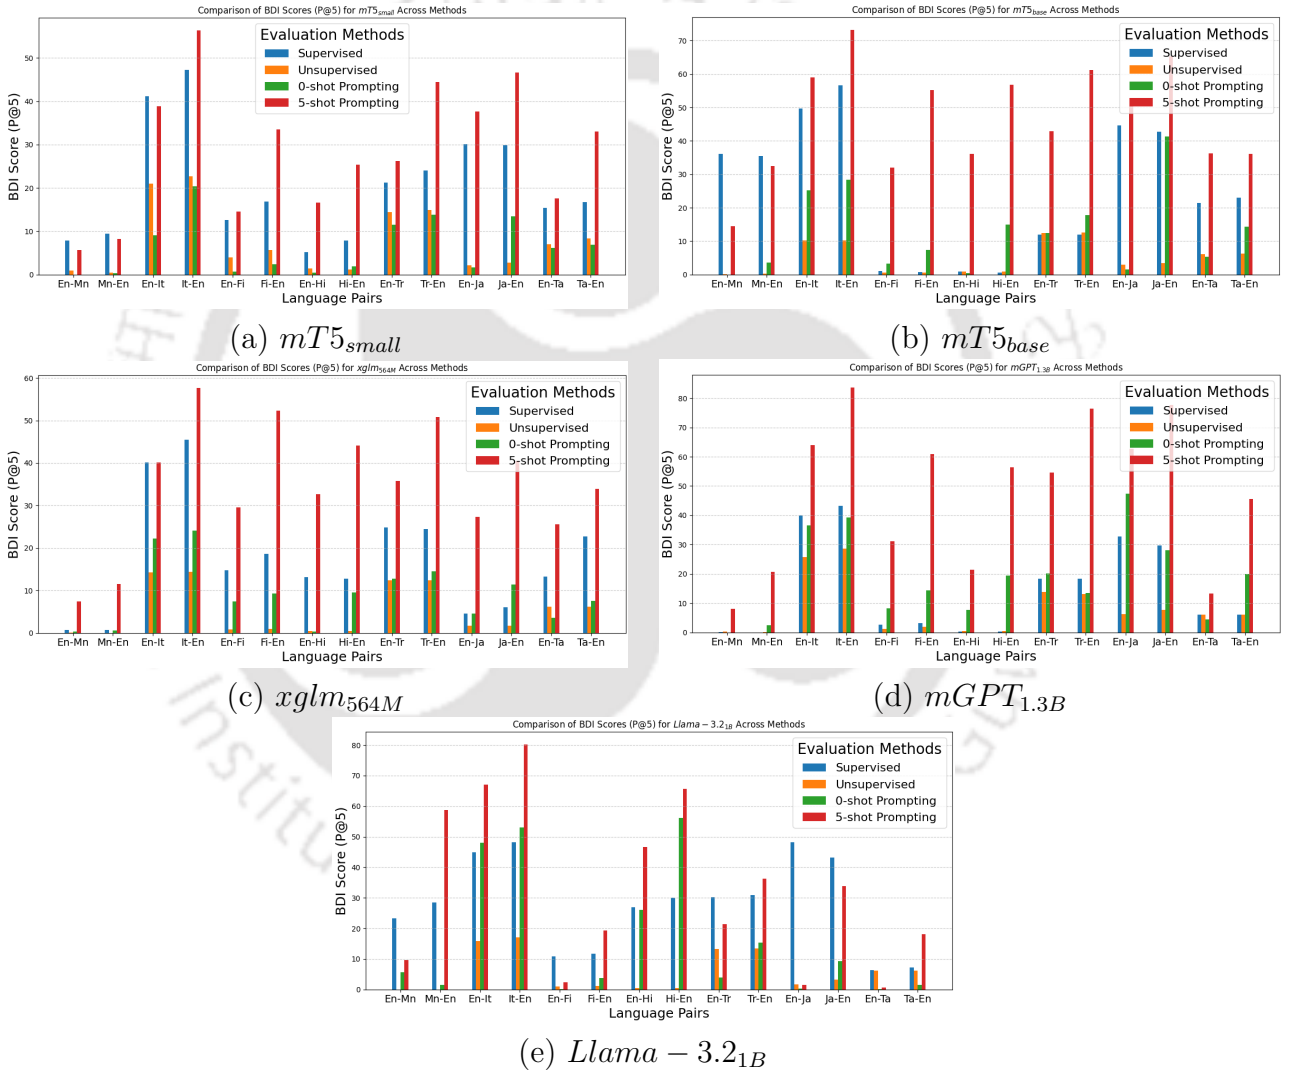 Comparison of BDI Scores (P@5) for mT5small Across Methods
BDI Score (P@5)
50
40
30
20
10
0
Evaluation Methods
Supervised
Unsupervised
0-shot Prompting
5-shot Prompting
En-Mn Mn-En En-It It-En En-Fi Fi-En En-Hi Hi-En En-Tr Tr-En En-Ja Ja-En En-Ta Ta-En
Language Pairs
(a) mT5small
Comparison of BDI Scores (P@5) for mT5base Across Methods
BDI Score (P@5)
70
60
50
40
30
20
10
0
Evaluation Methods
Supervised
Unsupervised
0-shot Prompting
5-shot Prompting
En-Mn Mn-En En-It It-En En-Fi Fi-En En-Hi Hi-En En-Tr Tr-En En-Ja Ja-En En-Ta Ta-En
Language Pairs
(b) mT5base
Comparison of BDI Scores (P@5) for xglm564M Across Methods
BDI Score (P@5)
60
50
40
30
20
10
0
Evaluation Methods
Supervised
Unsupervised
0-shot Prompting
5-shot Prompting
En-Mn Mn-En En-It It-En En-Fi Fi-En En-Hi Hi-En En-Tr Tr-En En-Ja Ja-En En-Ta Ta-En
Language Pairs
(c) xglm564M
Comparison of BDI Scores (P@5) for mGPT1.3B Across Methods
BDI Score (P@5)
80
70
60
50
40
30
20
10
0
Evaluation Methods
Supervised
Unsupervised
0-shot Prompting
5-shot Prompting
En-Mn Mn-En En-It It-En En-Fi Fi-En En-Hi Hi-En En-Tr Tr-En En-Ja Ja-En En-Ta Ta-En
Language Pairs
(d) mGPT1.3B
Comparison of BDI Scores (P@5) for Llama − 3.21B Across Methods
BDI Score (P@5)
80
70
60
50
40
30
20
10
0
Evaluation Methods
Supervised
Unsupervised
0-shot Prompting
5-shot Prompting
En-Mn Mn-En En-It It-En En-Fi Fi-En En-Hi Hi-En En-Tr Tr-En En-Ja Ja-En En-Ta Ta-En
Language Pairs
(e) Llama − 3.21B